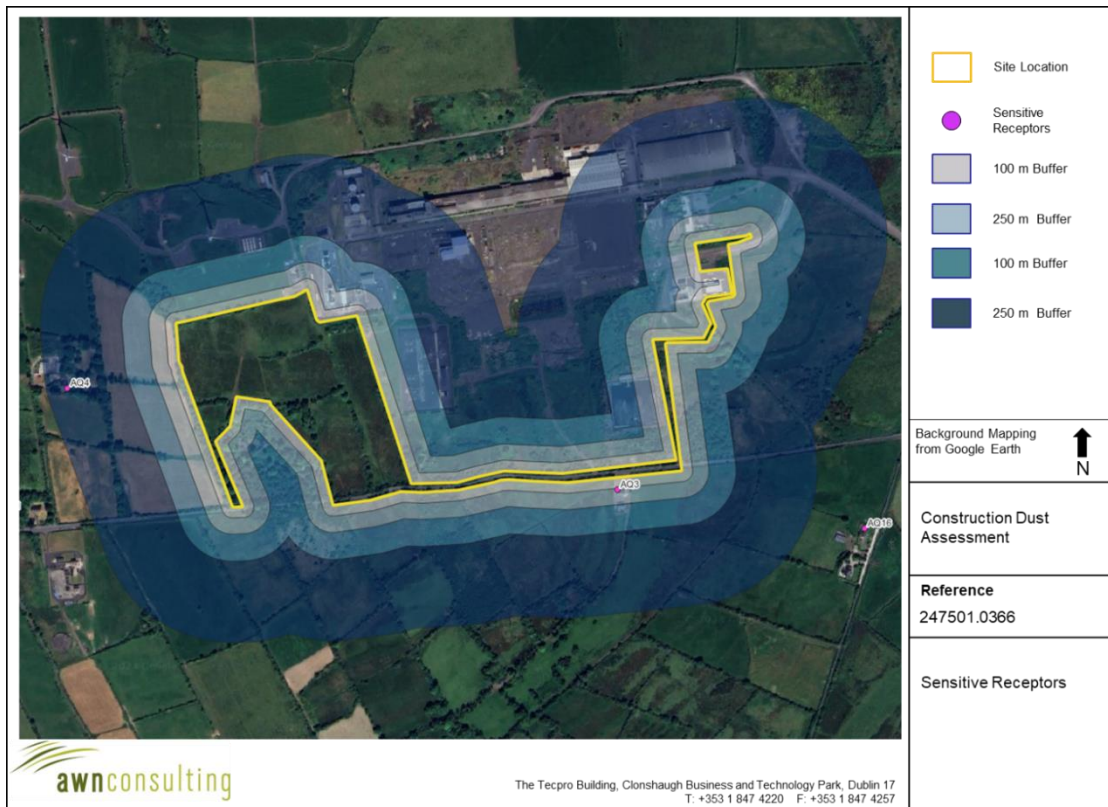 AQ4
AQ3
AQ16
Site Location
Sensitive
Receptors
100 m Buffer
250 m Buffer
100 m Buffer
250 m Buffer
Background Mapping
from Google Earth
N
Construction Dust
Assessment
Reference
247501.0366
Sensitive Receptors
awnconsulting
The Tecpro Building, Clonshaugh Business and Technology Park, Dublin 17
T: +353 1 847 4220 F: +353 1 847 4257